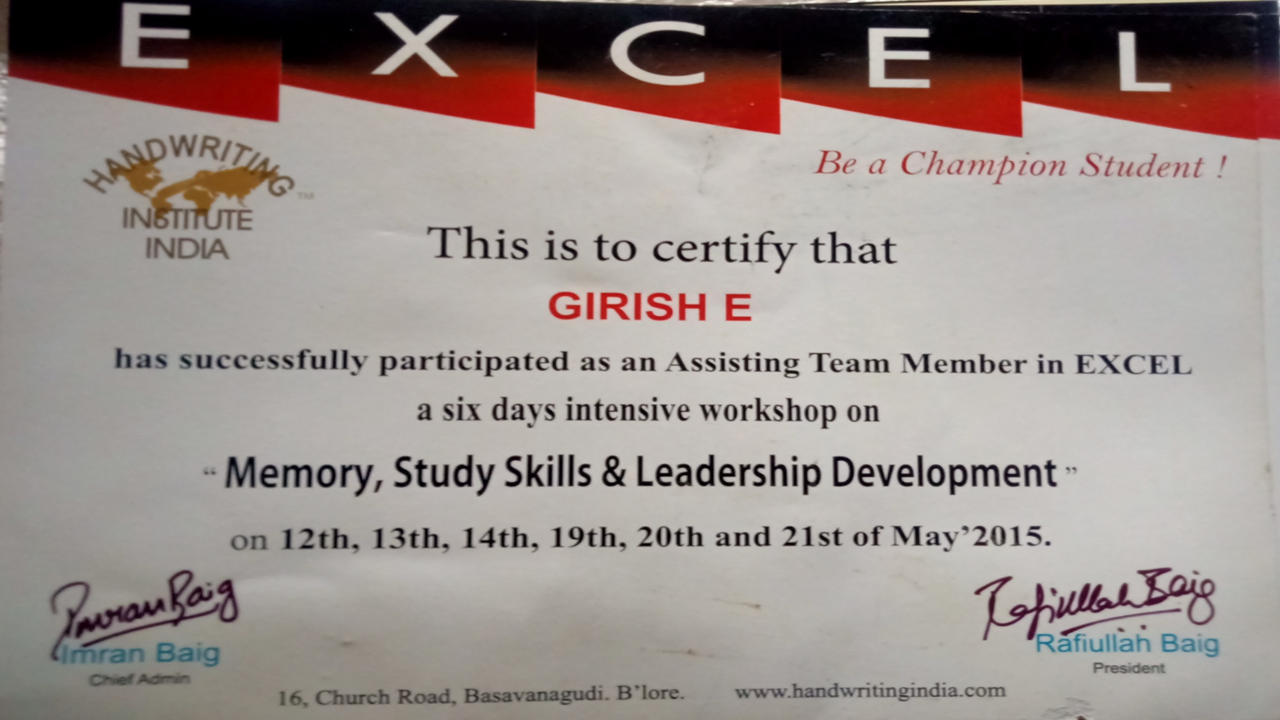 E X C E L
HANDWRITING ™
INSTITUTE
INDIA
Be a Champion Student !
This is to certify that
GIRISH E
has successfully participated as an Assisting Team Member in EXCEL
a six days intensive workshop on
“ Memory, Study Skills & Leadership Development ”
on 12th, 13th, 14th, 19th, 20th and 21st of May’2015.
Imran Baig
Imran Baig
Chief Admin
Rafiullah Baig
Rafiullah Baig
President
16, Church Road, Basavanagudi. B’lore. www.handwritingindia.com